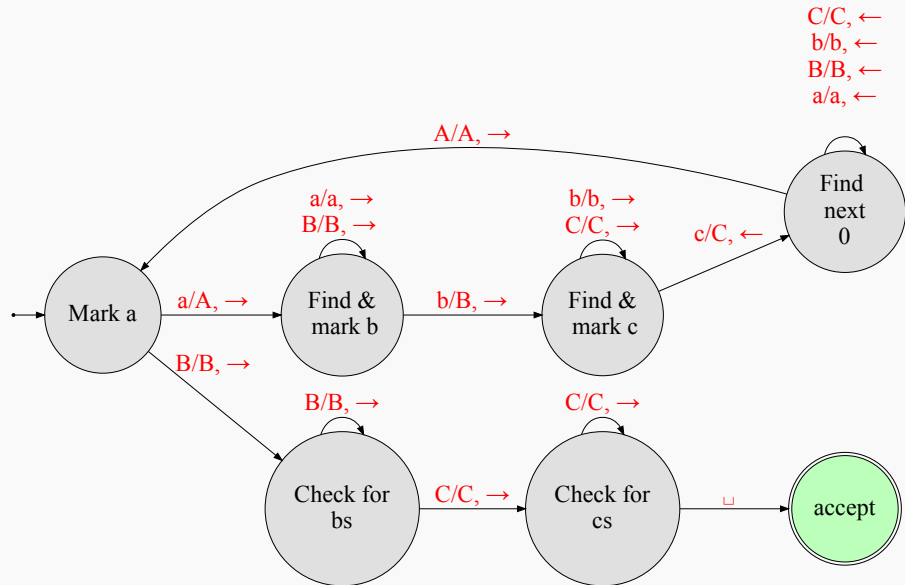 C/C, ←
b/b, ←
B/B, ←
a/a, ←
A/A, →
Find
next
0
a/a, →
B/B, →
b/b, →
C/C, →
c/C, ←
Mark a
a/A, →
Find &
mark b
b/B, →
Find &
mark c
B/B, →
B/B, →
C/C, →
Check for
bs
C/C, →
Check for
cs
␣
accept